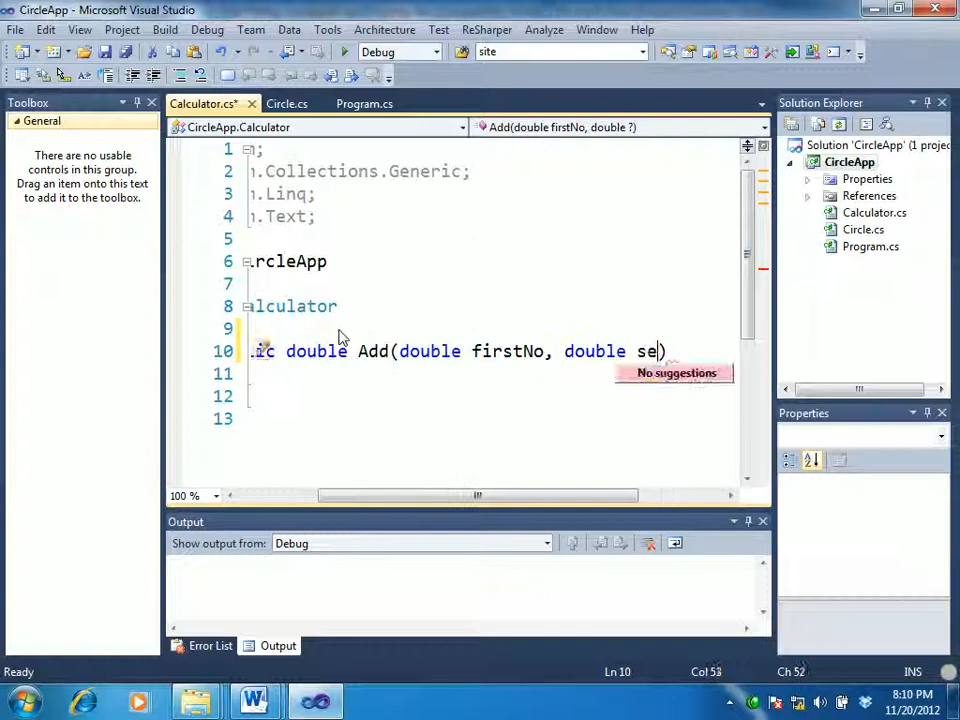 CircleApp - Microsoft Visual Studio
File Edit View Project Build Debug Team Data Tools Architecture Test ReSharper Analyze Window Help
Debug site
Toolbox
General
There are no usable
controls in this group.
Drag an item onto this text
to add it to the toolbox.
Calculator.cs* Circle.cs Program.cs
CircleApp.Calculator Add(double firstNo, double ?)
1 ;
2 .Collections.Generic;
3 .Linq;
4 .Text;
5
6 ircleApp
7
8 alculator
9
10 lic double Add(double firstNo, double se)
No suggestions
11
12
13
100 %
Output
Show output from: Debug
Error List Output
Solution Explorer
Solution 'CircleApp' (1 projec
CircleApp
Properties
References
Calculator.cs
Circle.cs
Program.cs
Properties
Ready Ln 10 Col 53 Ch 52 INS
8:10 PM
11/20/2012